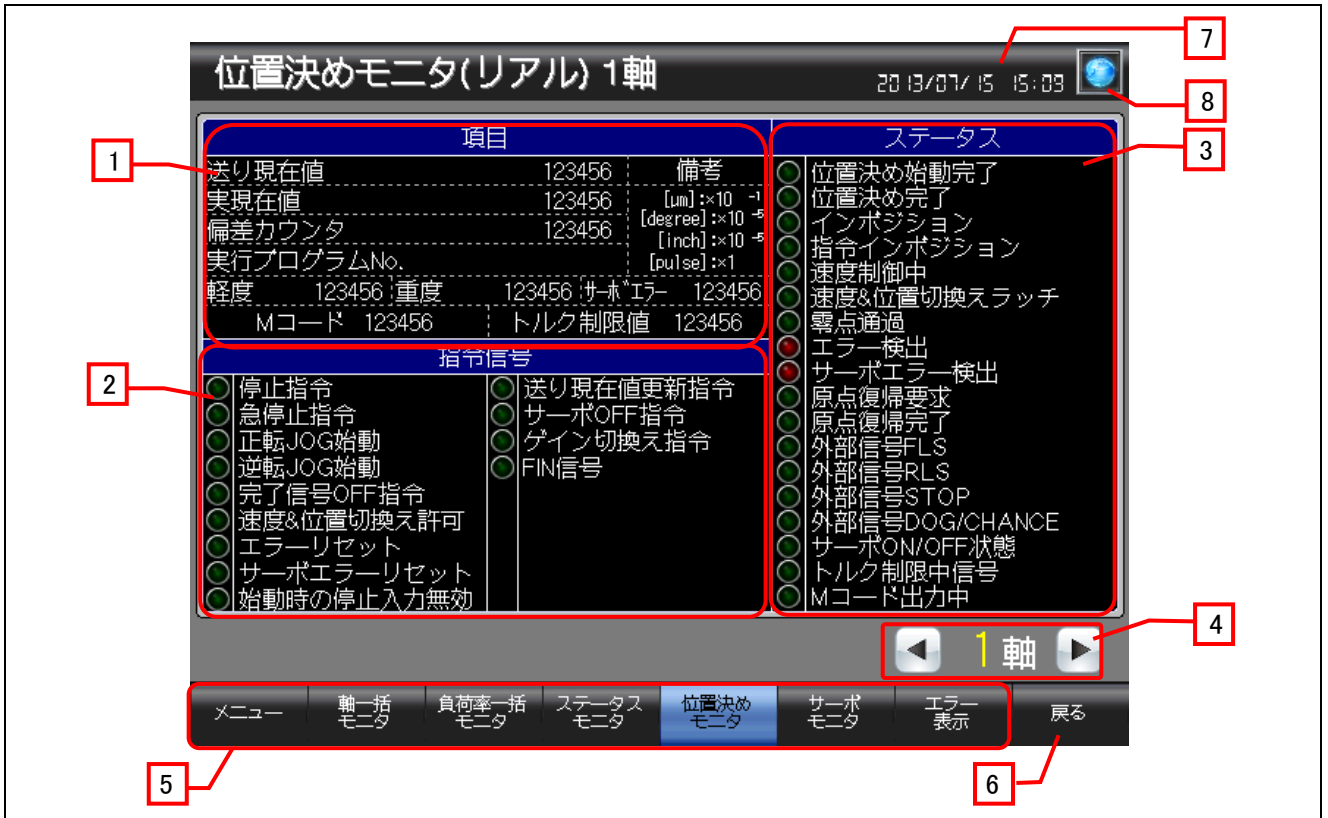 7
位置決めモニタ(リアル) 1軸
2013/07/15 15:09
8
項目
ステータス
1
3
送り現在値 123456 備考
実現在値 123456 [μm]:×10 -1
偏差カウンタ 123456 [degree]:×10 -5
[inch]:×10 -5
実行プログラムNo. [pulse]:×1
軽度 123456 重度 123456 サーボエラー 123456
Mコード 123456 トルク制限値 123456
指令信号
2
停止指令
急停止指令
正転JOG始動
逆転JOG始動
完了信号OFF指令
速度&位置切換え許可
エラーリセット
サーボエラーリセット
始動時の停止入力無効
送り現在値更新指令
サーボOFF指令
ゲイン切換え指令
FIN信号
位置決め始動完了
位置決め完了
インポジション
指令インポジション
速度制御中
速度&位置切換えラッチ
零点通過
エラー検出
サーボエラー検出
原点復帰要求
原点復帰完了
外部信号FLS
外部信号RLS
外部信号STOP
外部信号DOG/CHANCE
サーボON/OFF状態
トルク制限中信号
Mコード出力中
1 軸
4
メニュー
軸一括
モニタ
負荷率一括
モニタ
ステータス
モニタ
位置決め
モニタ
サーボ
モニタ
エラー
表示
戻る
5
6